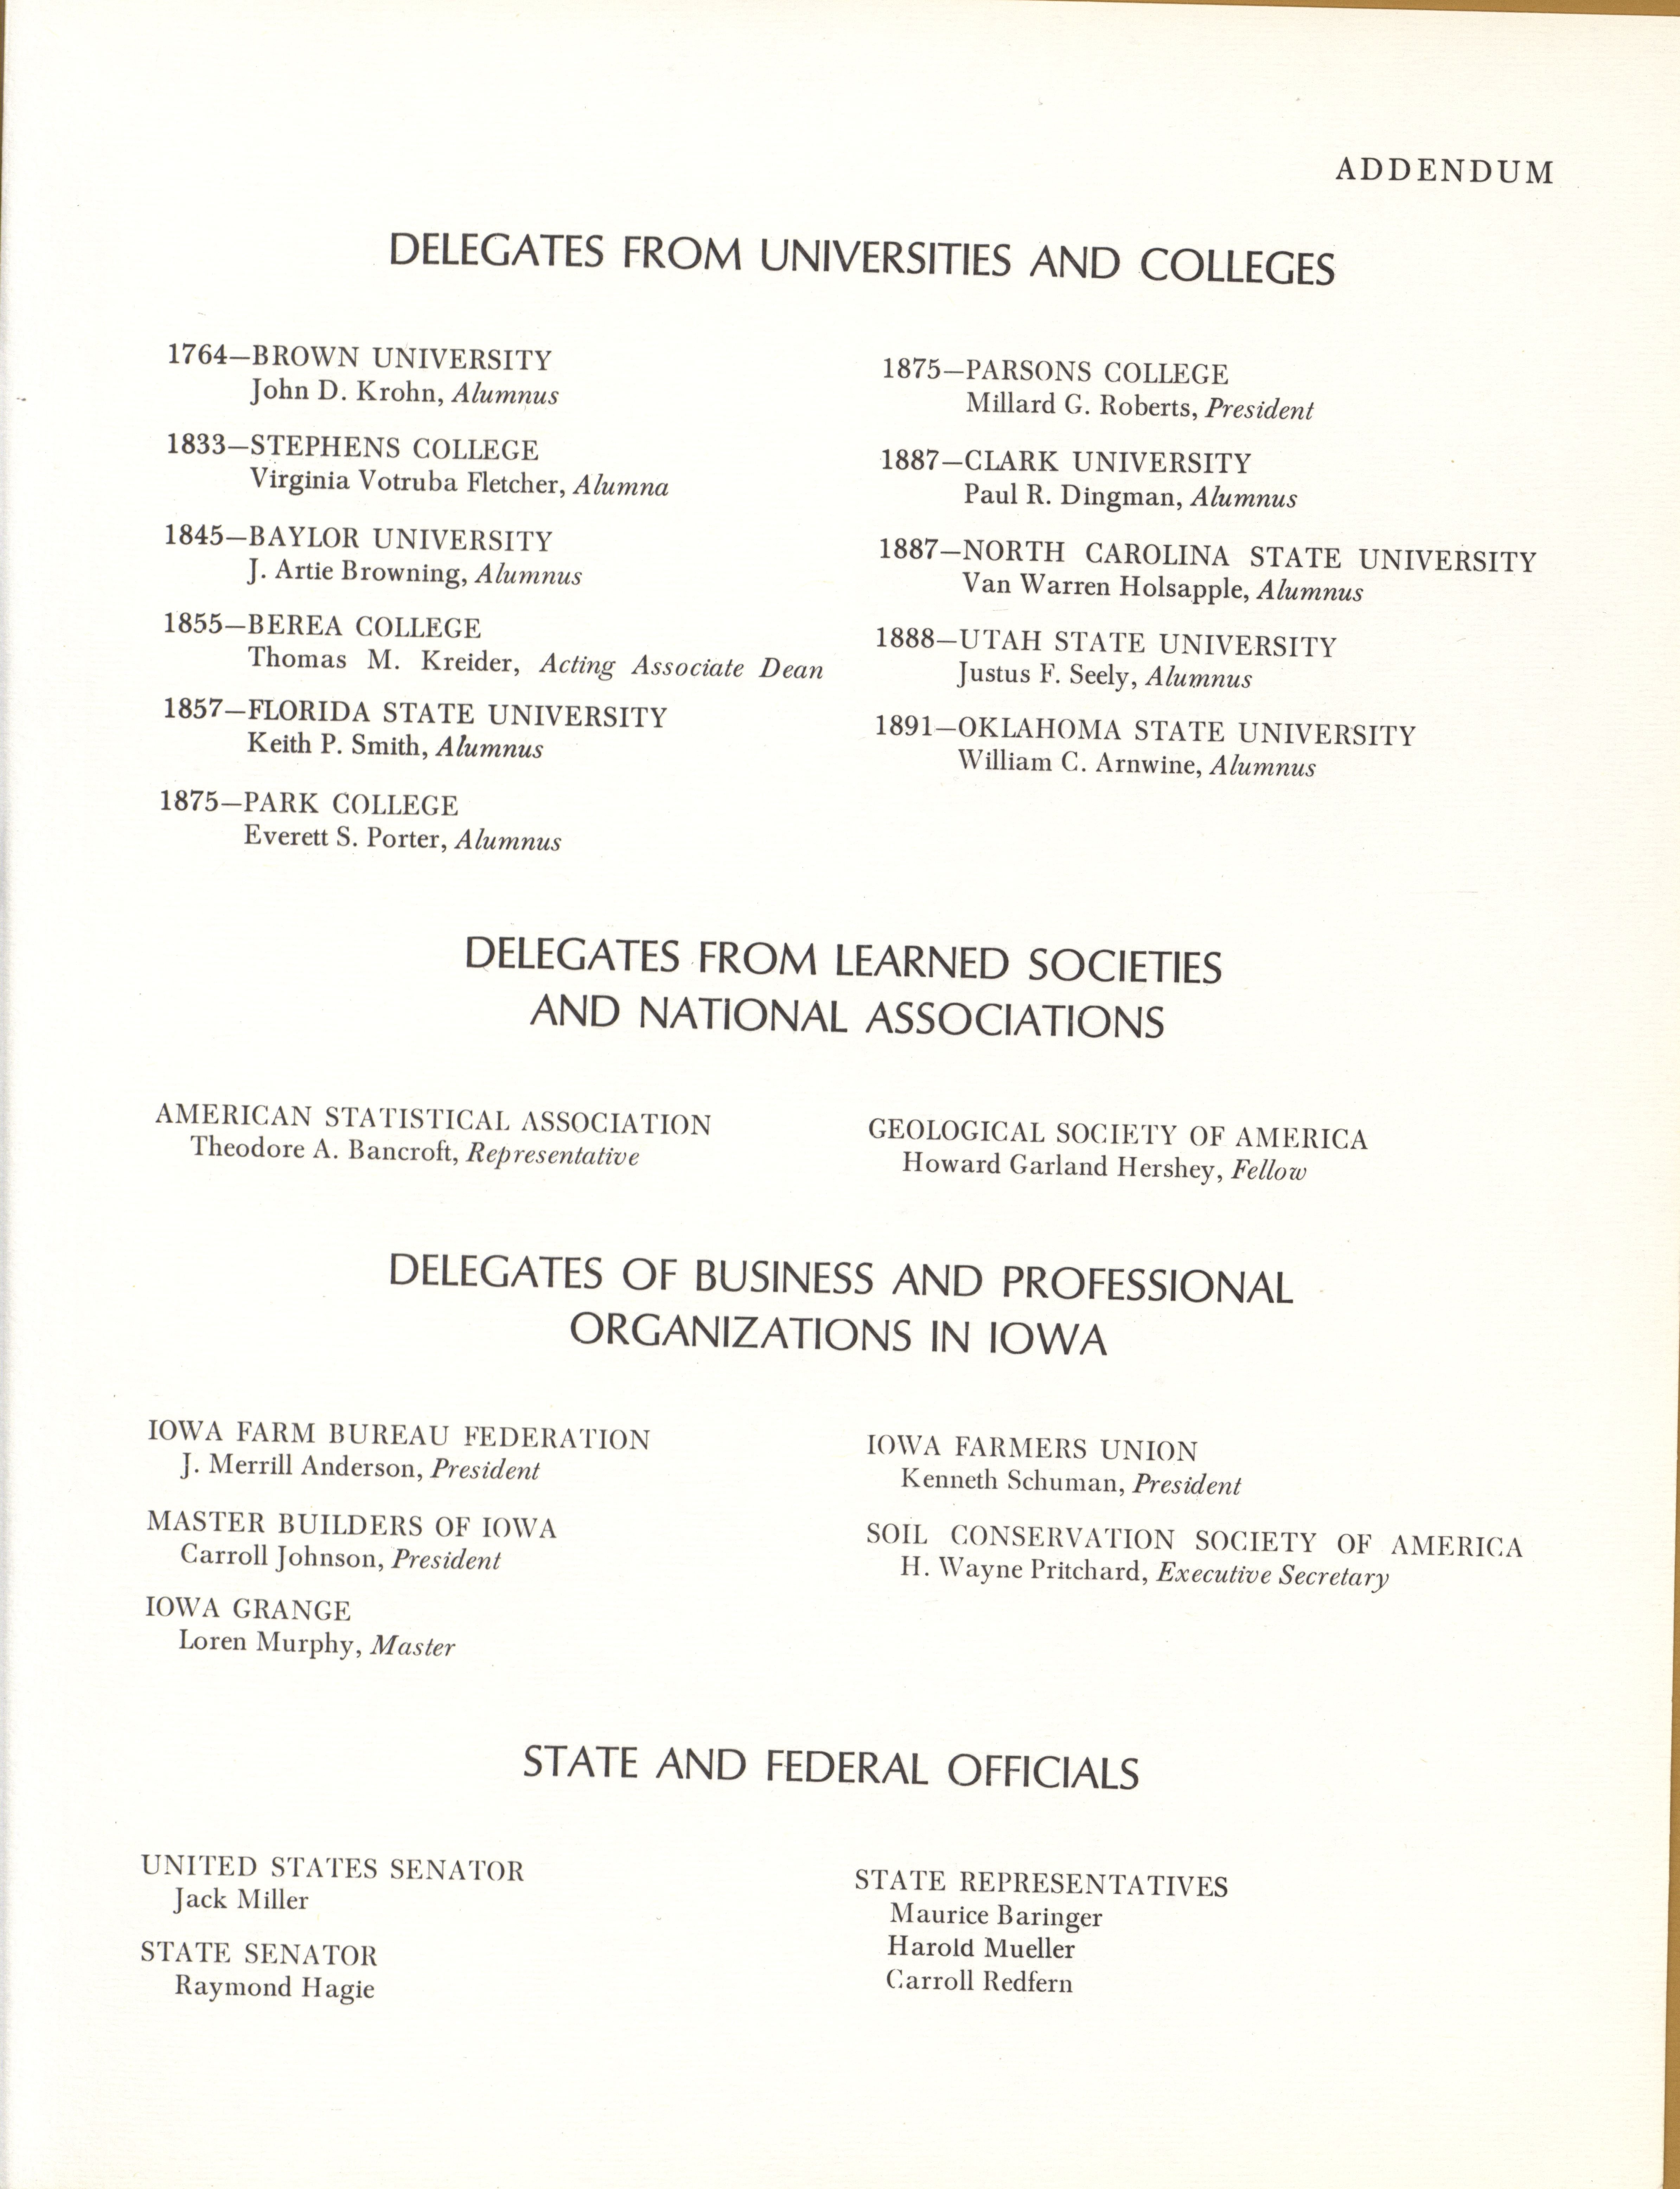 ADDENDUM
DELEGATES FROM UNIVERSITIES AND COLLEGES
1764—BROWN UNIVERSITY
John D. Krohn, Alumnus
1833—STEPHENS COLLEGE
Virginia Votruba Fletcher, Alumna
1845—BAYLOR UNIVERSITY
J. Artie Browning, Alumnus
1855—BEREA COLLEGE
Thomas M. Kreider, Acting Associate Dean
1857—FLORIDA STATE UNIVERSITY
Keith P. Smith, Alumnus
1875—PARK COLLEGE
Everett S. Porter, Alumnus
1875—PARSONS COLLEGE
Millard G. Roberts, President
1887—CLARK UNIVERSITY
Paul R. Dingman, Alumnus
1887—NORTH CAROLINA STATE UNIVERSITY
Van Warren Holsapple, Alumnus
1888—UTAH STATE UNIVERSITY
Justus F. Seely, Alumnus
1891—OKLAHOMA STATE UNIVERSITY
William C. Arnwine, Alumnus
DELEGATES FROM LEARNED SOCIETIES
AND NATIONAL ASSOCIATIONS
AMERICAN STATISTICAL ASSOCIATION
Theodore A. Bancroft, Representative
GEOLOGICAL SOCIETY OF AMERICA
Howard Garland Hershey, Fellow
DELEGATES OF BUSINESS AND PROFESSIONAL
ORGANIZATIONS IN IOWA
IOWA FARM BUREAU FEDERATION
J. Merrill Anderson, President
MASTER BUILDERS OF IOWA
Carroll Johnson, President
IOWA GRANGE
Loren Murphy, Master
IOWA FARMERS UNION
Kenneth Schuman, President
SOIL CONSERVATION SOCIETY OF AMERICA
H. Wayne Pritchard, Executive Secretary
STATE AND FEDERAL OFFICIALS
UNITED STATES SENATOR
Jack Miller
STATE SENATOR
Raymond Hagie
STATE REPRESENTATIVES
Maurice Baringer
Harold Mueller
Carroll Redfern